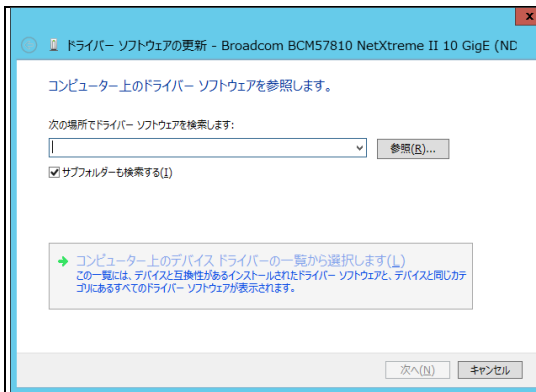 x
ドライバー ソフトウェアの更新 - Broadcom BCM57810 NetXtreme II 10 GigE (ND
コンピューター上のドライバー ソフトウェアを参照します。
次の場所でドライバー ソフトウェアを検索します:
参照(R)...
サブフォルダーも検索する(I)
コンピューター上のデバイス ドライバーの一覧から選択します(L)
この一覧には、デバイスと互換性があるインストールされたドライバー ソフトウェアと、デバイスと同じカテ
ゴリにあるすべてのドライバー ソフトウェアが表示されます。
次へ(N) キャンセル